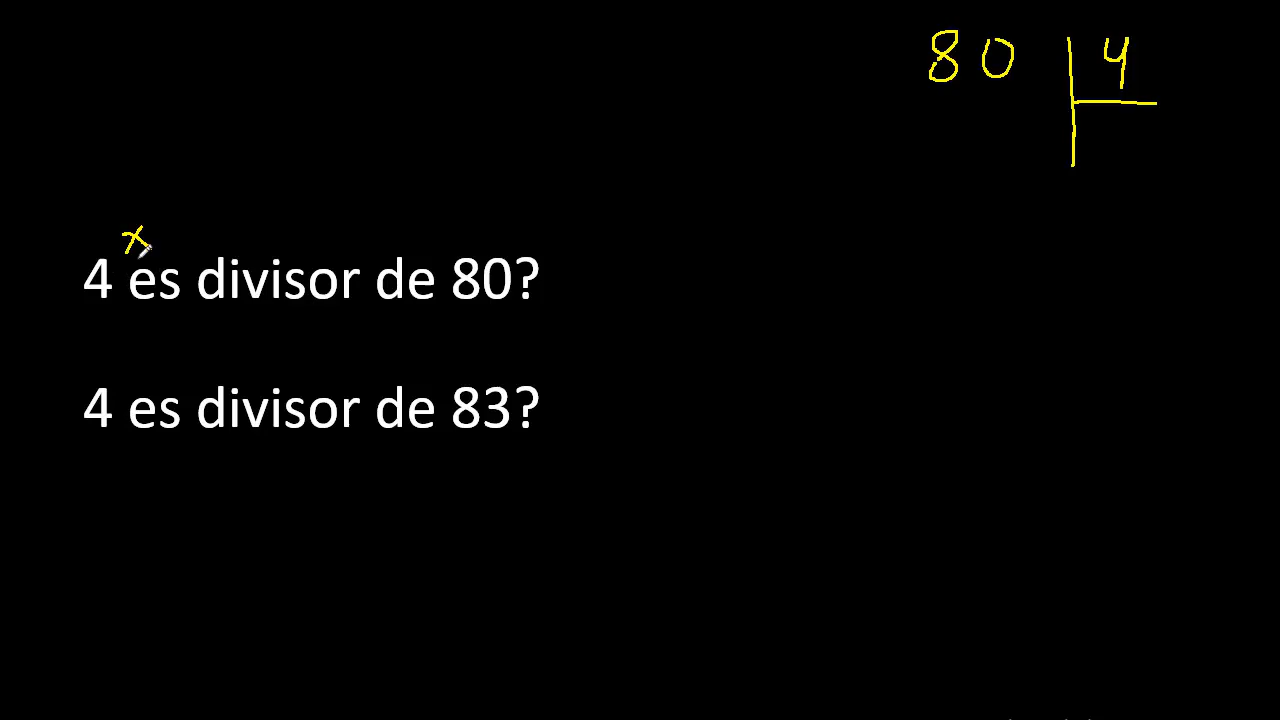 80 4
x
4 es divisor de 80?
4 es divisor de 83?